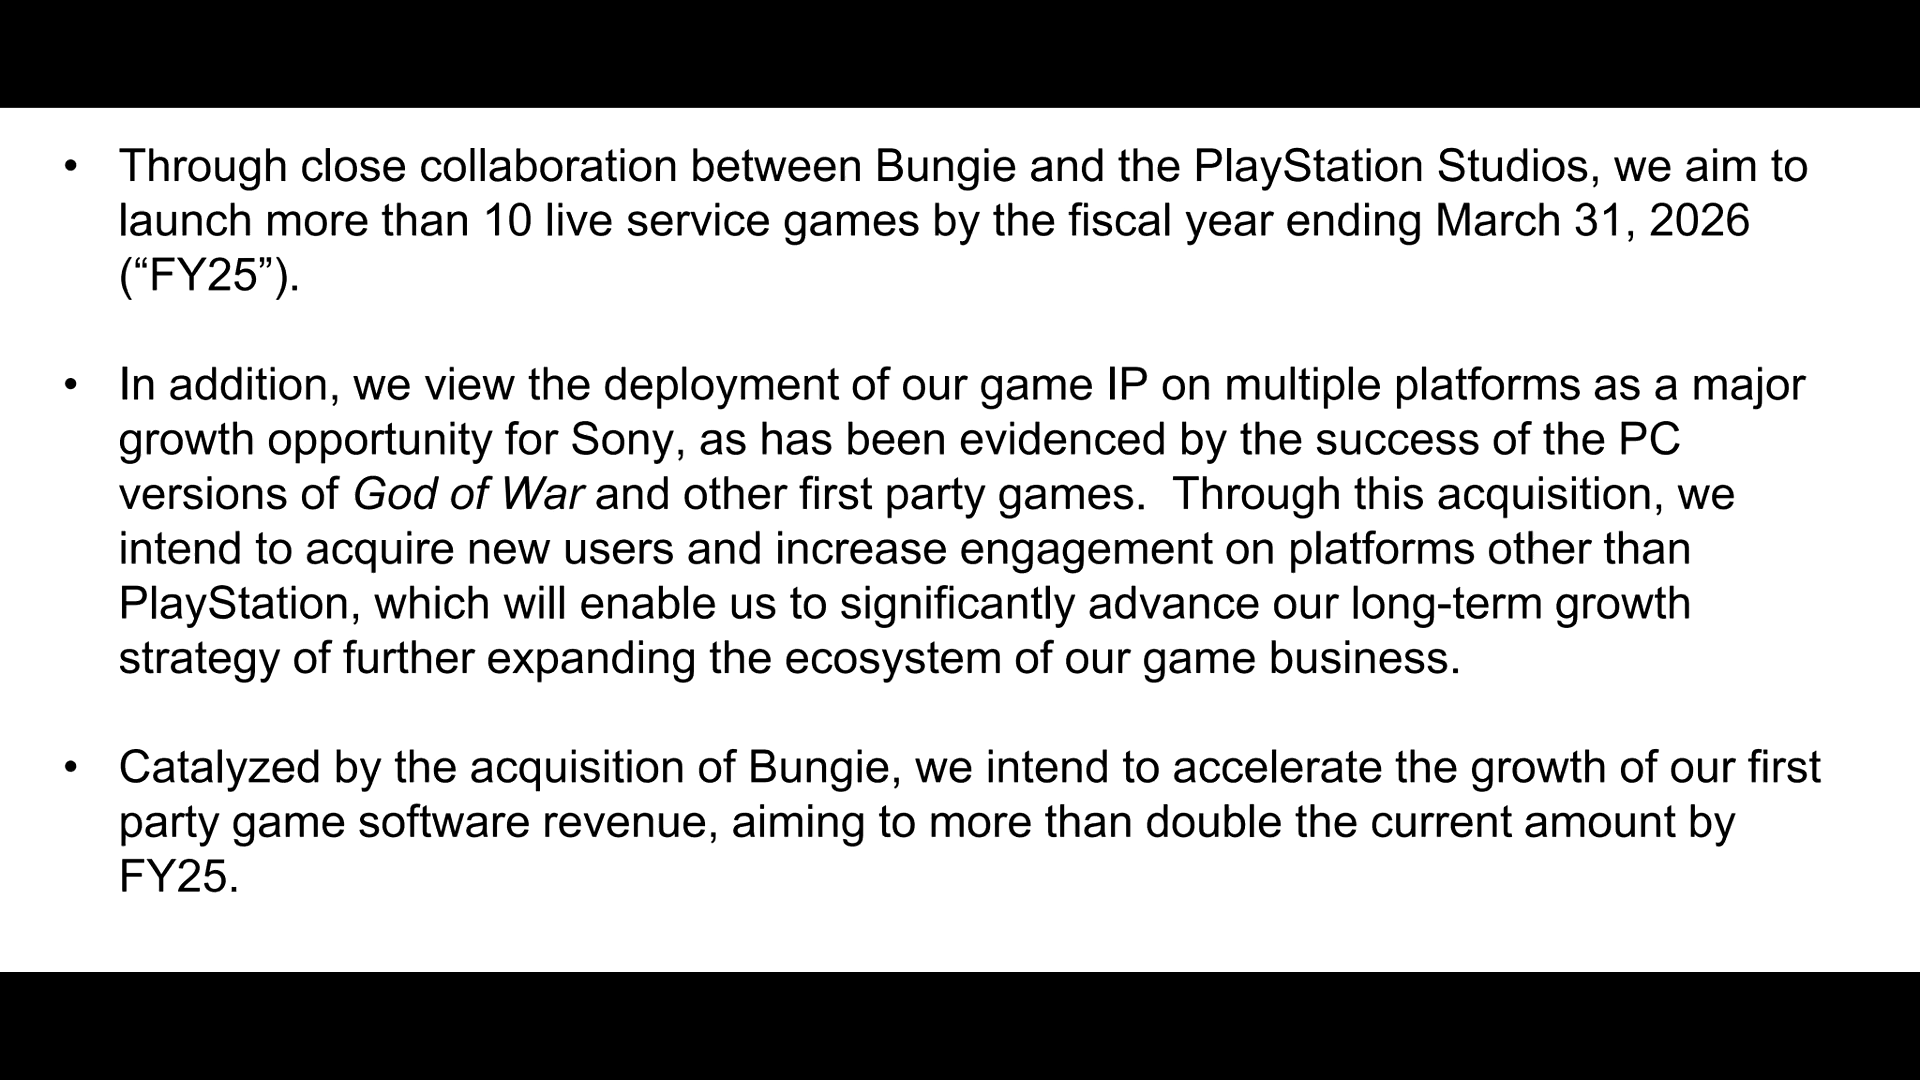 • Through close collaboration between Bungie and the PlayStation Studios, we aim to
launch more than 10 live service games by the fiscal year ending March 31, 2026
(“FY25”).
• In addition, we view the deployment of our game IP on multiple platforms as a major
growth opportunity for Sony, as has been evidenced by the success of the PC
versions of God of War and other first party games.  Through this acquisition, we
intend to acquire new users and increase engagement on platforms other than
PlayStation, which will enable us to significantly advance our long-term growth
strategy of further expanding the ecosystem of our game business.
• Catalyzed by the acquisition of Bungie, we intend to accelerate the growth of our first
party game software revenue, aiming to more than double the current amount by
FY25.